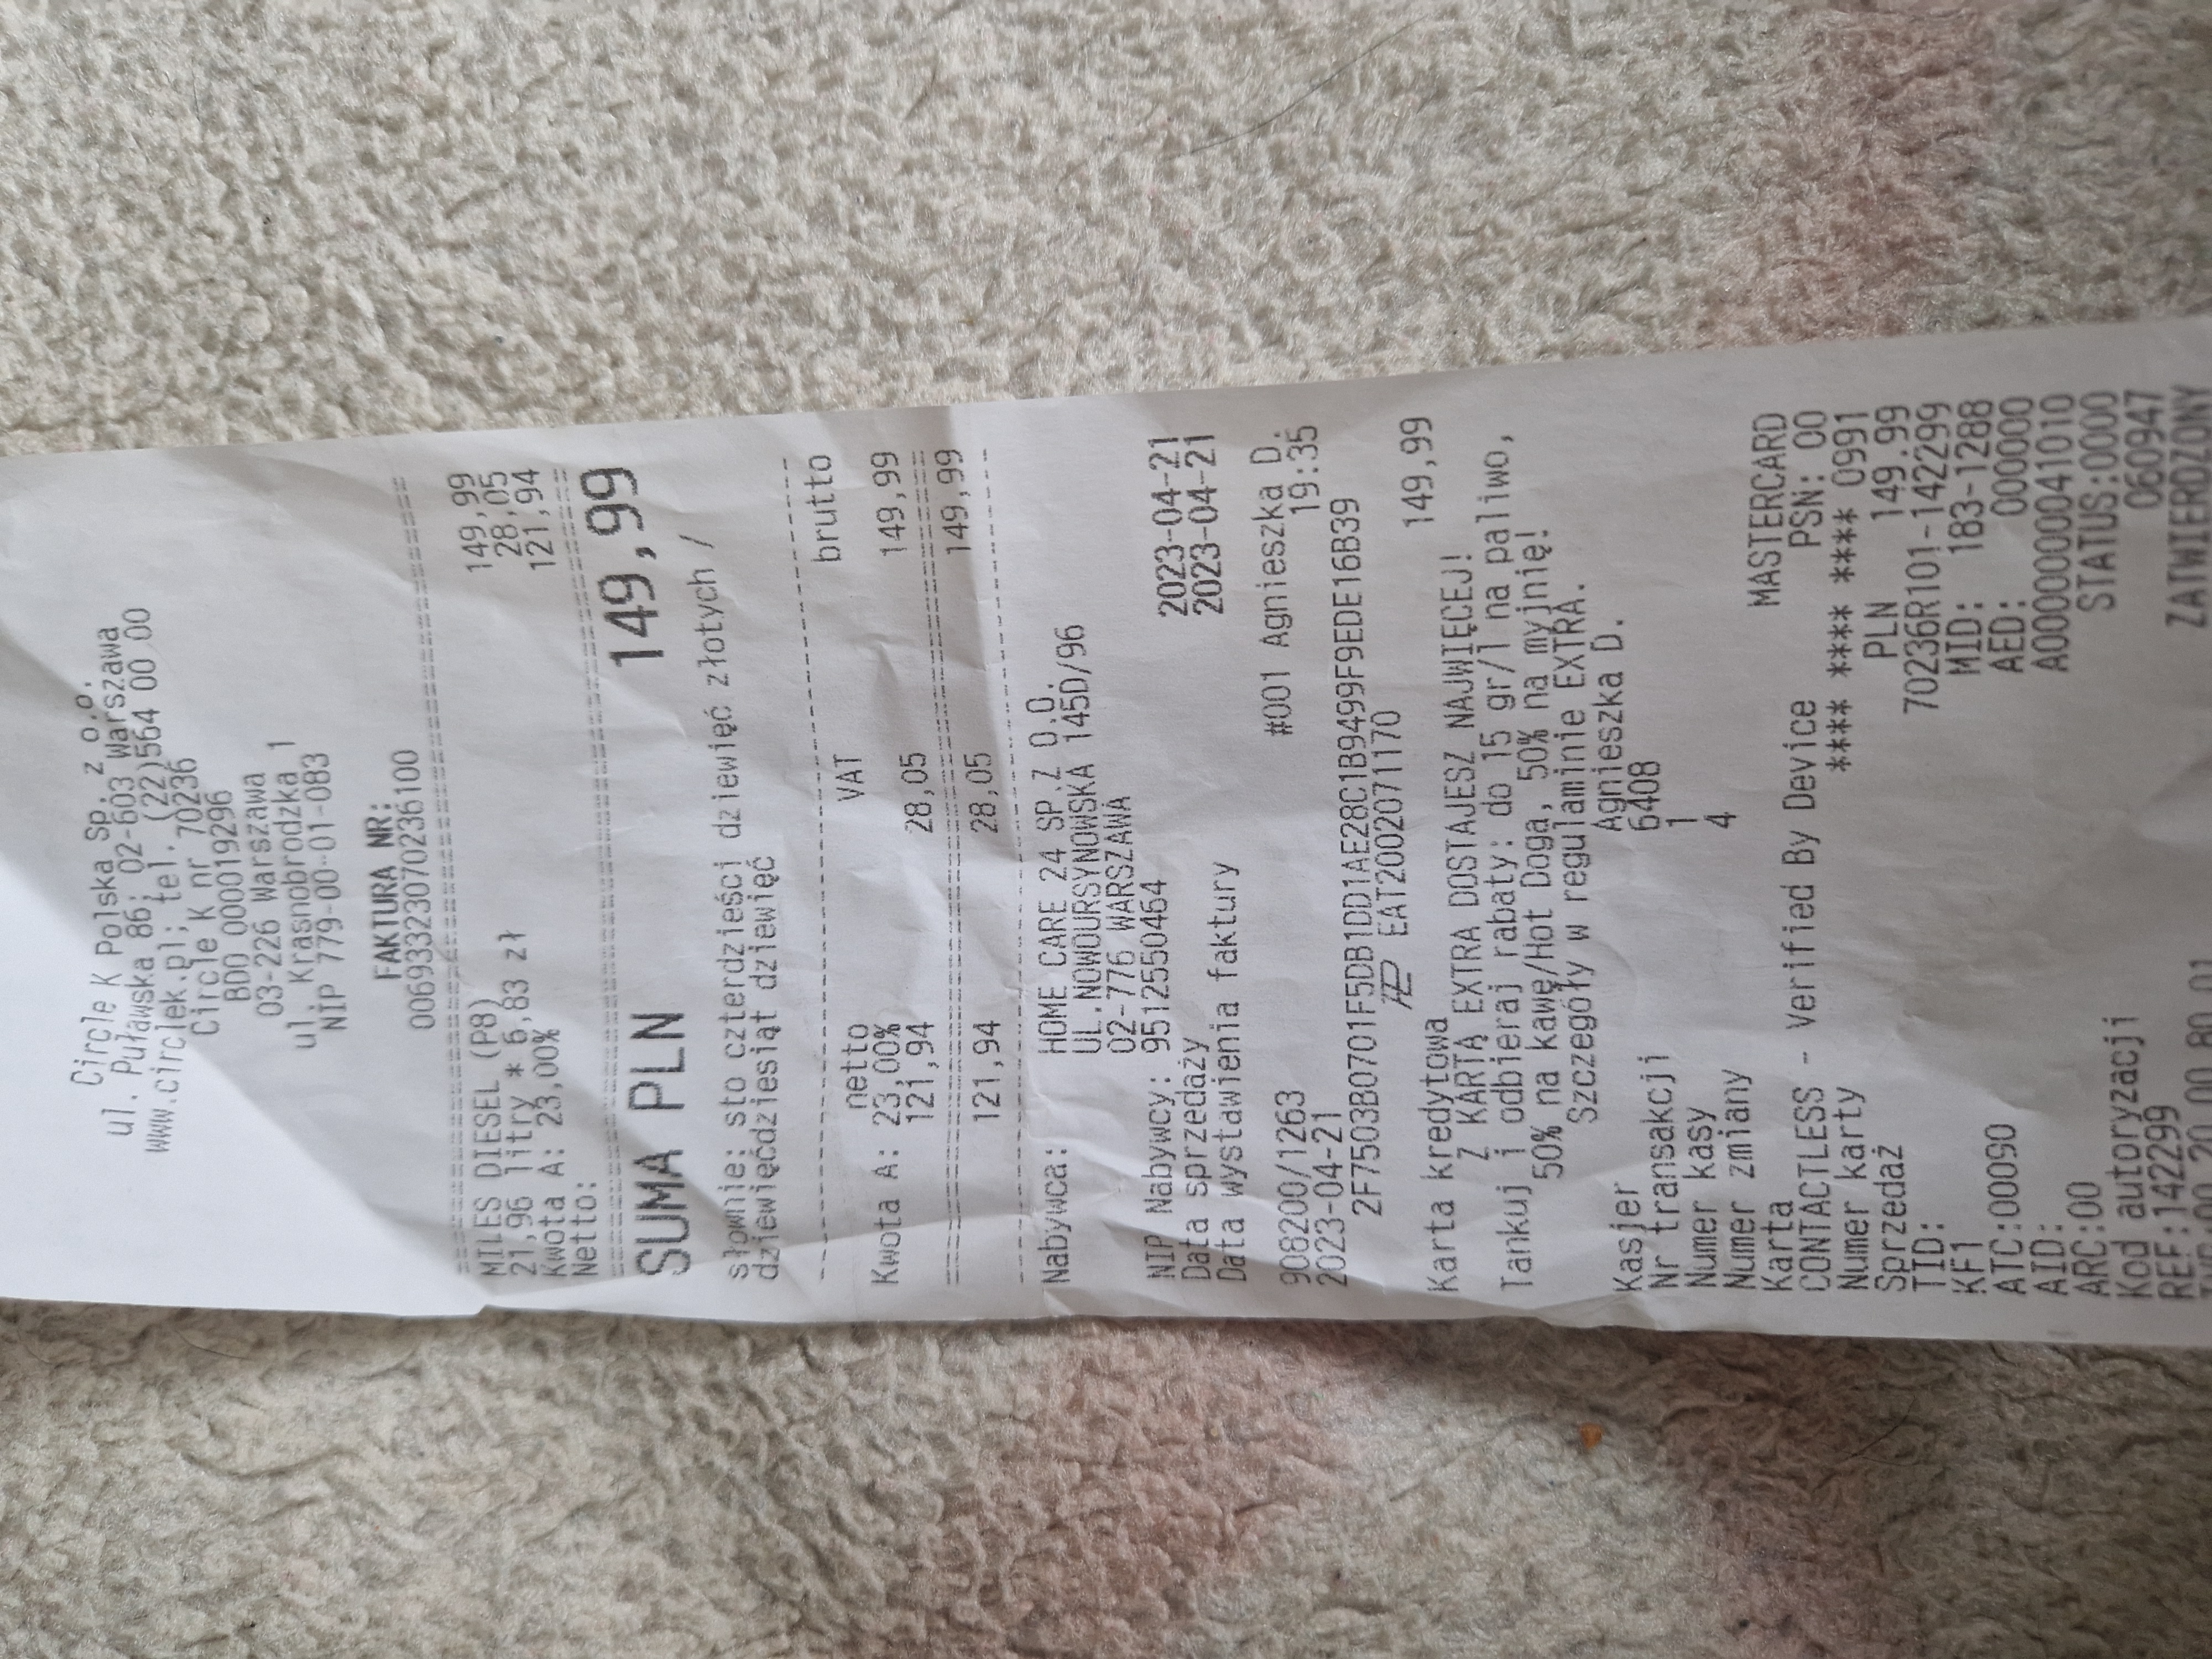 Circle K Polska Sp. z o.o.
ul. Puławska 86; 02-603 Warszawa
www.circlek.pl; tel. (22)564 00 00
Circle K nr 70236
BDO 000019296
03-226 Warszawa
ul. Krasnobrodzka 1
NIP 779-00-01-083
FAKTURA NR:
00693323070236100
MILES DIESEL (P8) 149,99
21,96 litry * 6,83 zł 28,05
Kwota A: 23,00% 121,94
Netto:
SUMA PLN 149,99
słownie: sto czterdzieści dziewięć złotych /
dziewięćdziesiąt dziewięć
netto VAT brutto
Kwota A: 23,00%
121,94 28,05 149,99
121,94 28,05 149,99
Nabywca: HOME CARE 24 SP.Z O.O.
UL.NOWOURSYNOWSKA 145D/96
02-776 WARSZAWA
NIP Nabywcy: 9512550464
Data sprzedaży 2023-04-21
Data wystawienia faktury 2023-04-21
908200/1263 #001 Agnieszka D.
2023-04-21 19:35
2F7503B0701F5DB1DD1AE28C1B9499F9EDE16B39
EAT2002071170
Karta kredytowa 149,99
Z KARTĄ EXTRA DOSTAJESZ NAJWIĘCEJ!
Tankuj i odbieraj rabaty: do 15 gr/l na paliwo,
50% na kawę/Hot Doga, 50% na myjnię!
Szczegóły w regulaminie EXTRA.
Kasjer Agnieszka D.
Nr transakcji 6408
Numer kasy 1
Numer zmiany 4
Karta MASTERCARD
CONTACTLESS - Verified By Device PSN: 00
Numer karty **** **** **** 0991
Sprzedaż PLN 149.99
TID: 70236R101-142299
KF1 MID: 183-1288
ATC:00090 AED: 000000
AID: A0000000041010
ARC:00 STATUS:0000
Kod autoryzacji 060947
REF:142299 ZATWIERDZONY